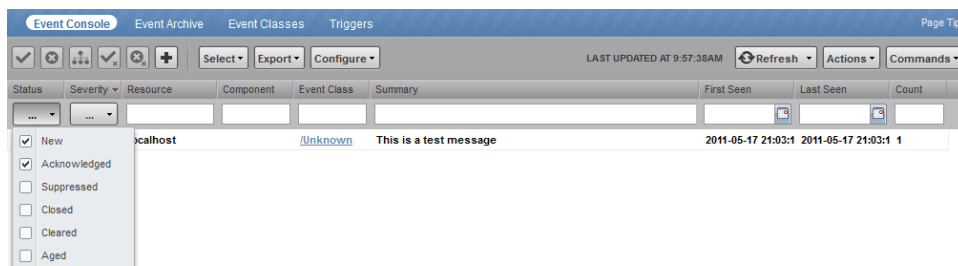 Event Console Event Archive Event Classes Triggers Page Tip
Select Export Configure LAST UPDATED AT 9:57:38AM Refresh Actions Commands
Status Severity Resource Component Event Class Summary First Seen Last Seen Count
... ...
New ocalhost /Unknown This is a test message 2011-05-17 21:03:1 2011-05-17 21:03:1 1
Acknowledged
Suppressed
Closed
Cleared
Aged